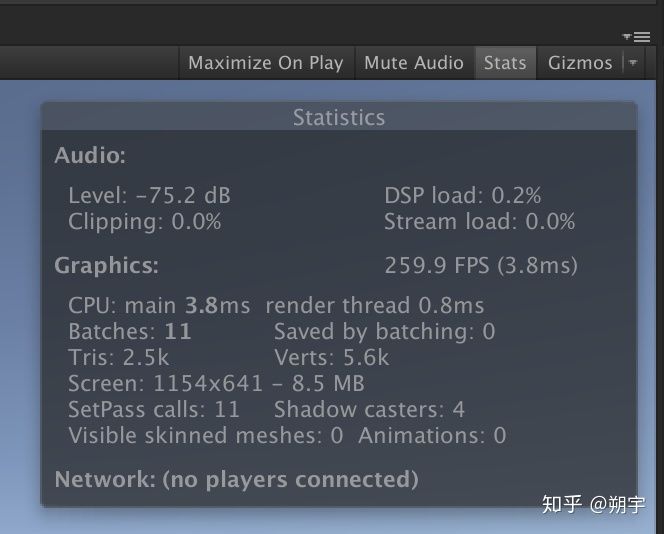 Maximize On Play Mute Audio Stats Gizmos
Statistics
Audio:
Level: -75.2 dB DSP load: 0.2%
Clipping: 0.0% Stream load: 0.0%
Graphics: 259.9 FPS (3.8ms)
CPU: main 3.8ms render thread 0.8ms
Batches: 11 Saved by batching: 0
Tris: 2.5k Verts: 5.6k
Screen: 1154x641 - 8.5 MB
SetPass calls: 11 Shadow casters: 4
Visible skinned meshes: 0 Animations: 0
Network: (no players connected)
知乎 @朔宇